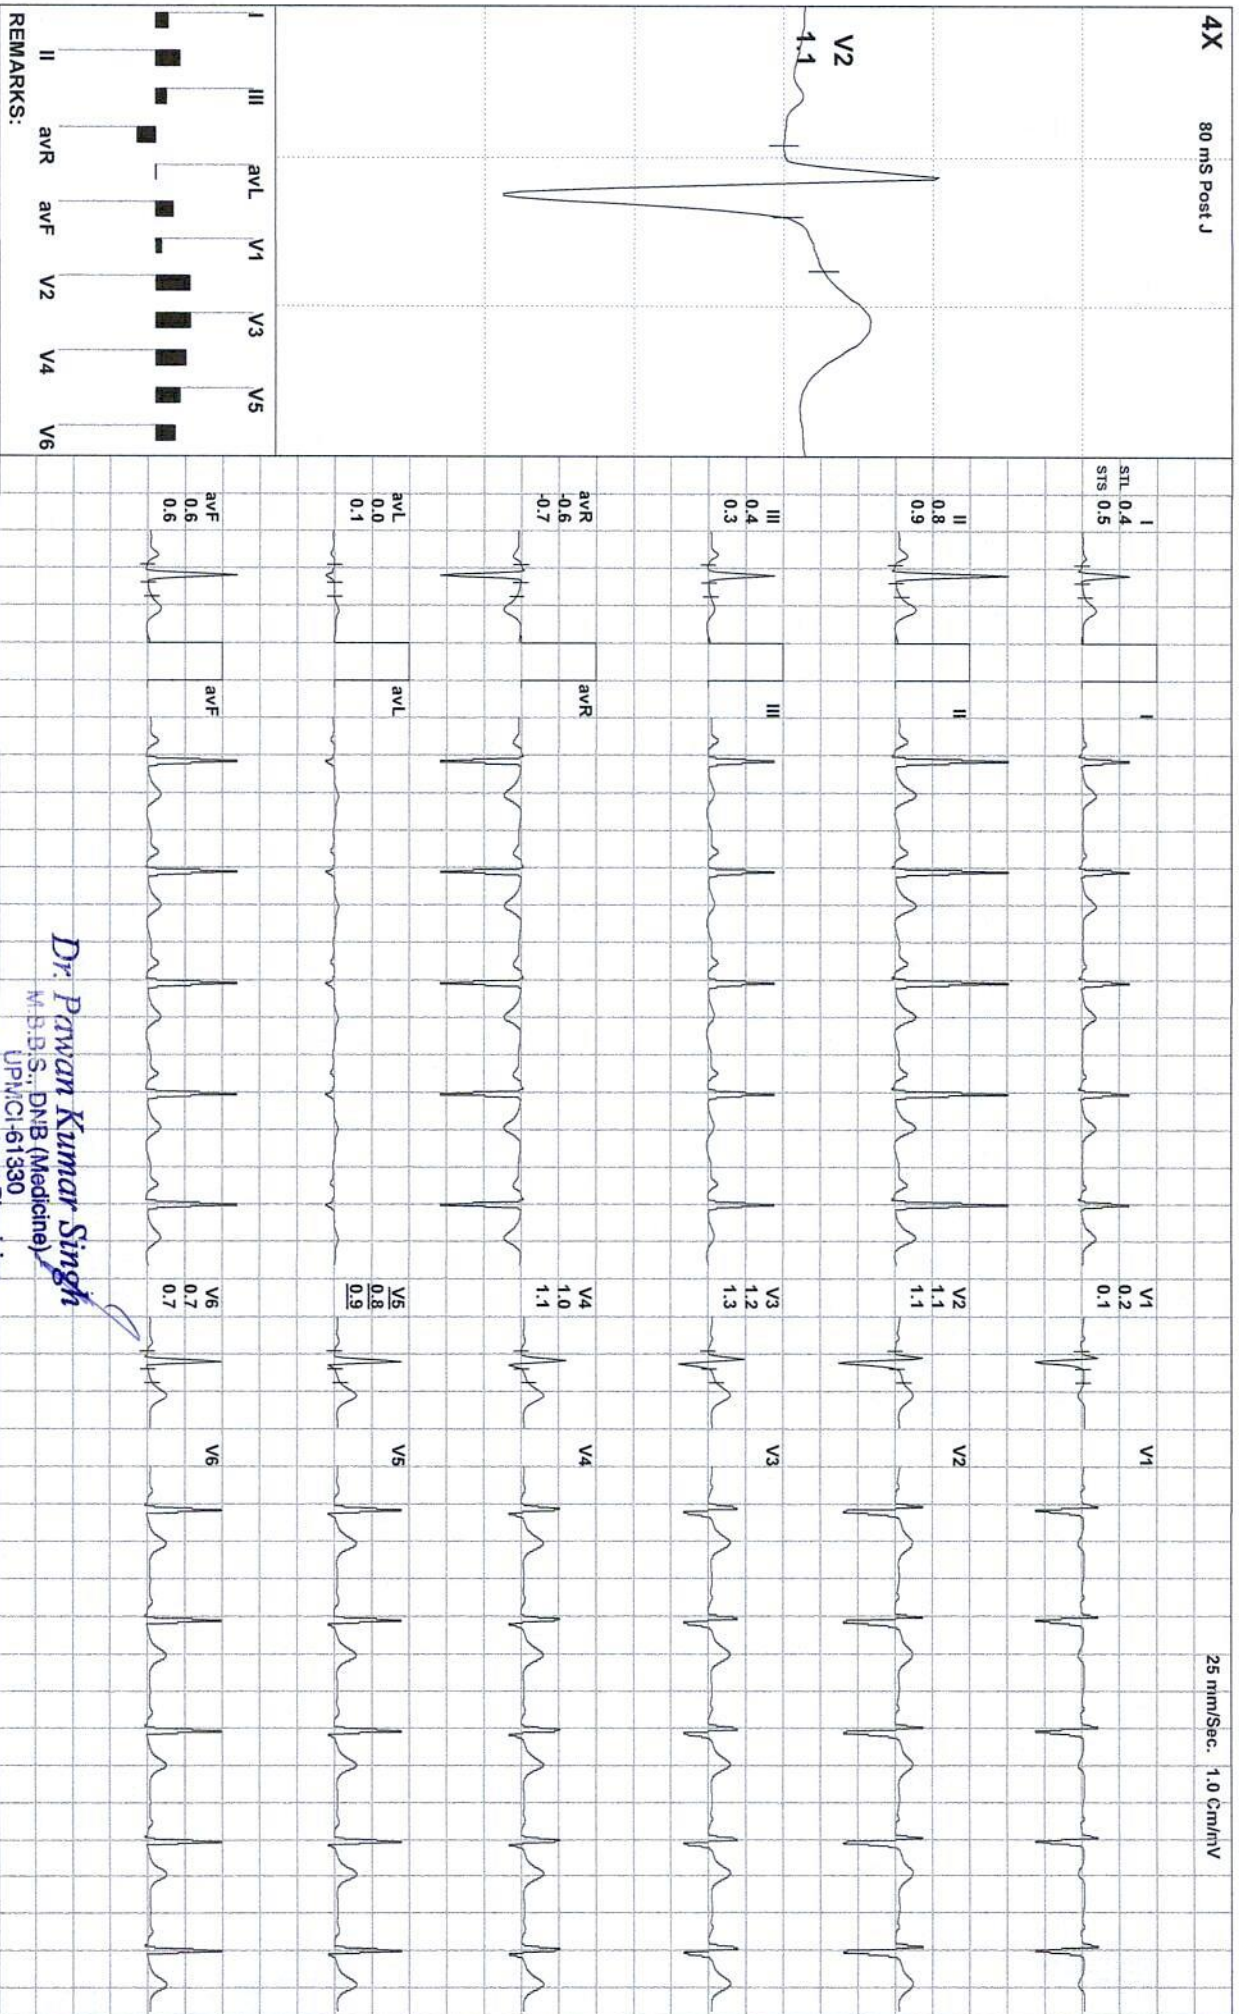 4X
80 mS Post J
25 mm/Sec. 1.0 Cm/mV
V2
1.1
I
STL 0.4
STS 0.5
I
V1
0.2
0.1
V1
II
0.8
0.9
II
V2
1.1
1.1
V2
III
0.4
0.3
III
V3
1.2
1.3
V3
avR
-0.6
-0.7
avR
V4
1.0
1.1
V4
avL
0.0
0.1
avL
V5
0.8
0.9
V5
avF
0.6
0.6
avF
V6
0.7
0.7
V6
I III avL V1 V3 V5
II avR avF V2 V4 V6
REMARKS:
Dr. Pawan Kumar Singh
M.B.B.S., DNB (Medicine)
UPMCI-61330